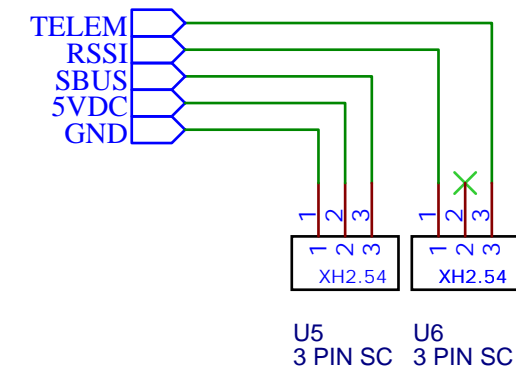 TELEM
RSSI
SBUS
5VDC
GND
1 2 3 1 2 3
1 2 3 1 2 3
XH2.54 XH2.54
U5 U6
3 PIN SC 3 PIN SC